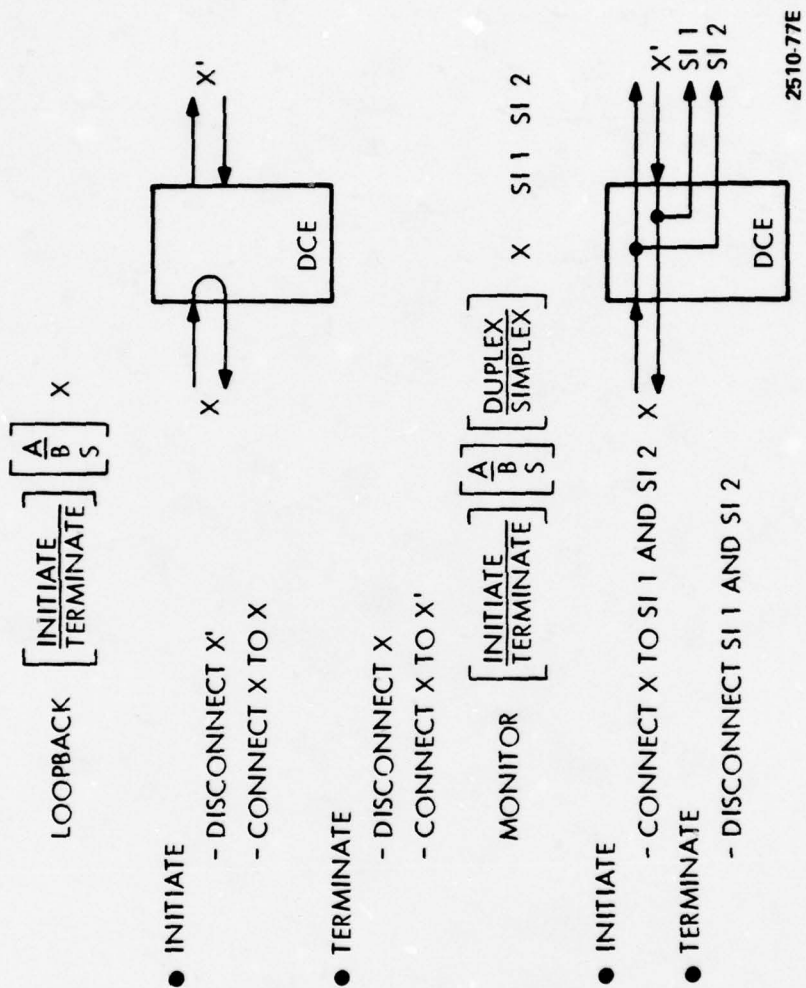 LOOPBACK [INITIATE/TERMINATE] [A/B S] X
● INITIATE
- DISCONNECT X'
- CONNECT X TO X
X
DCE
X'
● TERMINATE
- DISCONNECT X
- CONNECT X TO X'
MONITOR [INITIATE/TERMINATE] [A/B S] [DUPLEX/SIMPLEX] X SI 1 SI 2
● INITIATE
- CONNECT X TO SI 1 AND SI 2
● TERMINATE
- DISCONNECT SI 1 AND SI 2
X
DCE
X'
SI 1
SI 2
2510-77E